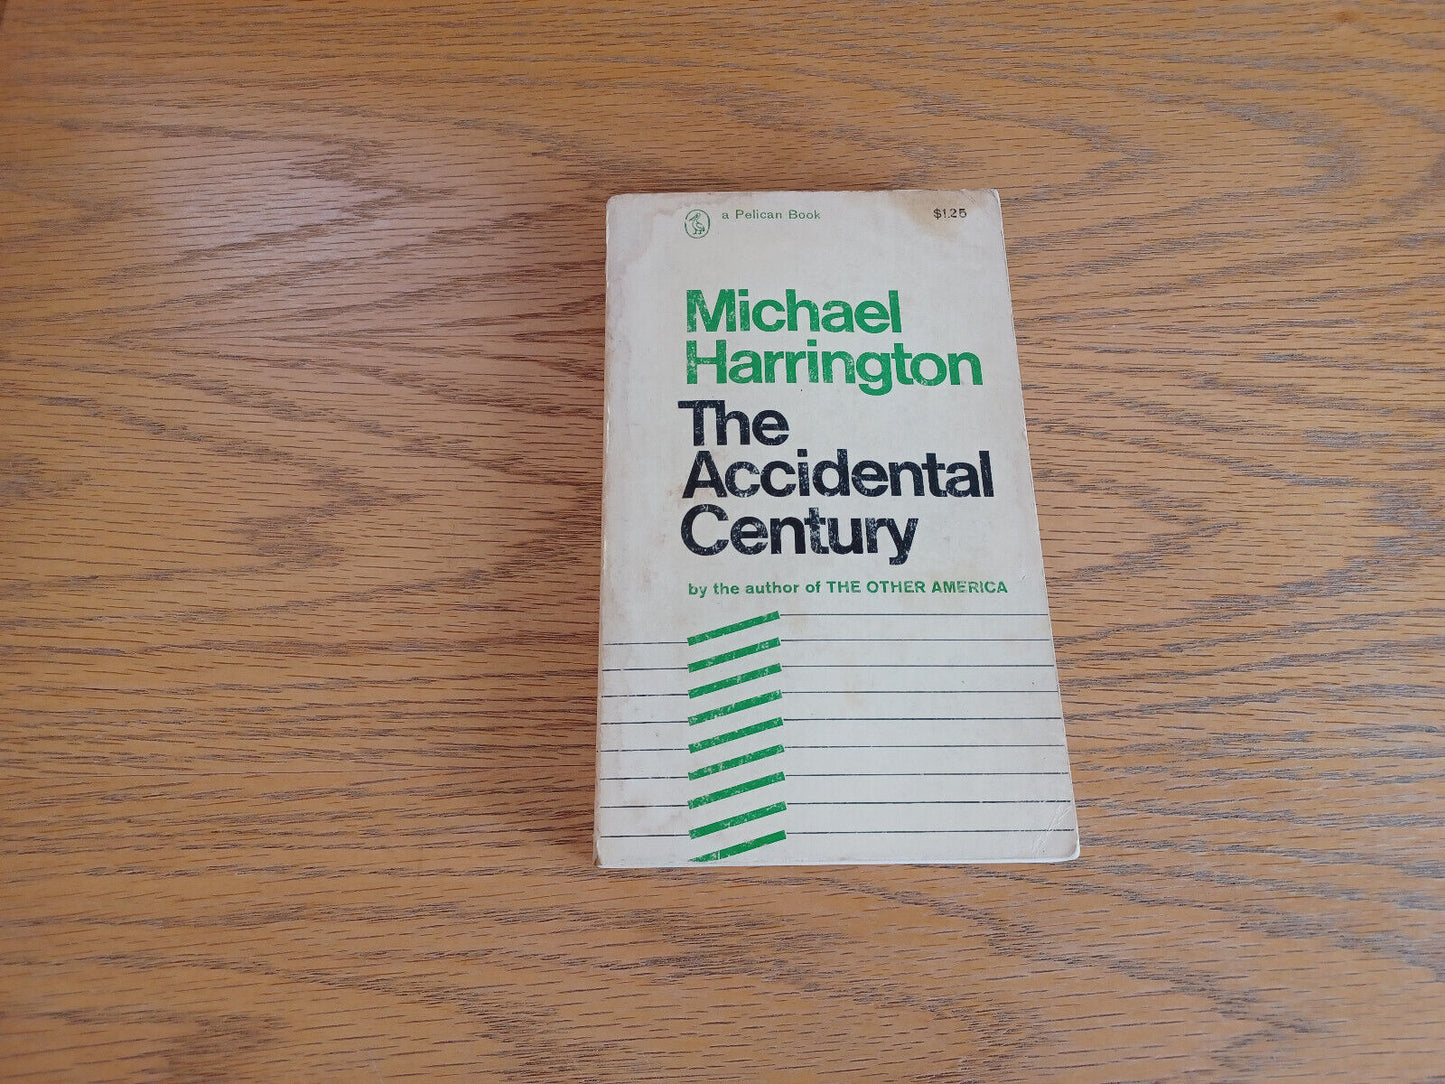 a Pelican Book $1.25
Michael
Harrington
The
Accidental
Century
by the author of THE OTHER AMERICA